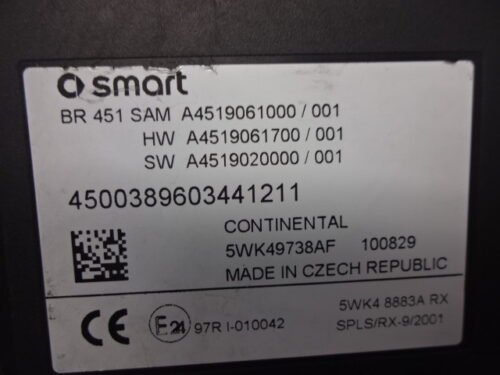 smart
BR 451 SAM A4519061000 / 001
HW A4519061700 / 001
SW A4519020000 / 001
4500389603441211
CONTINENTAL
5WK49738AF 100829
MADE IN CZECH REPUBLIC
CE E24 97R I-010042
5WK4 8883A RX
SPLS/RX-9/2001